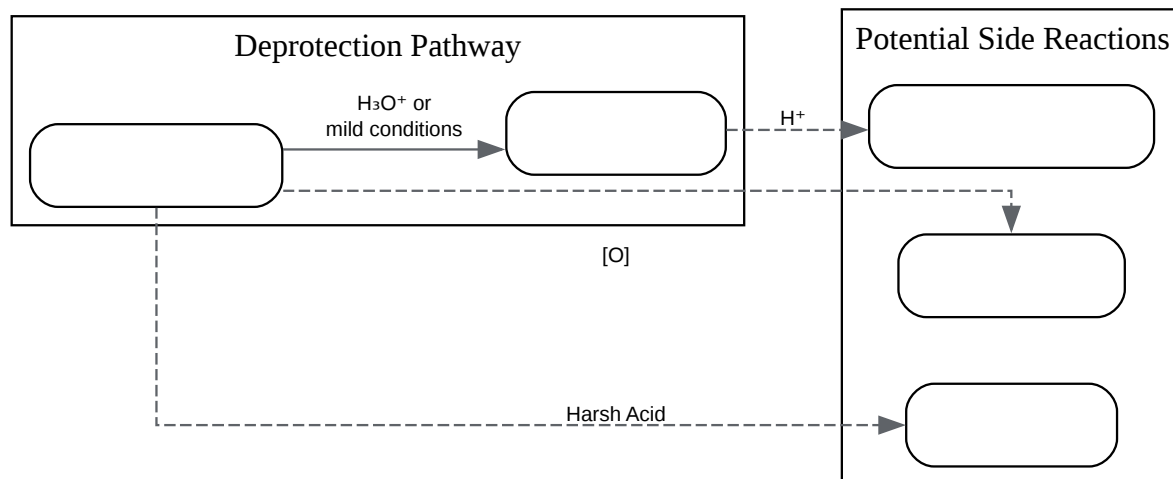 Deprotection Pathway
Potential Side Reactions
H₃O⁺ or
mild conditions
H⁺
[O]
Harsh Acid